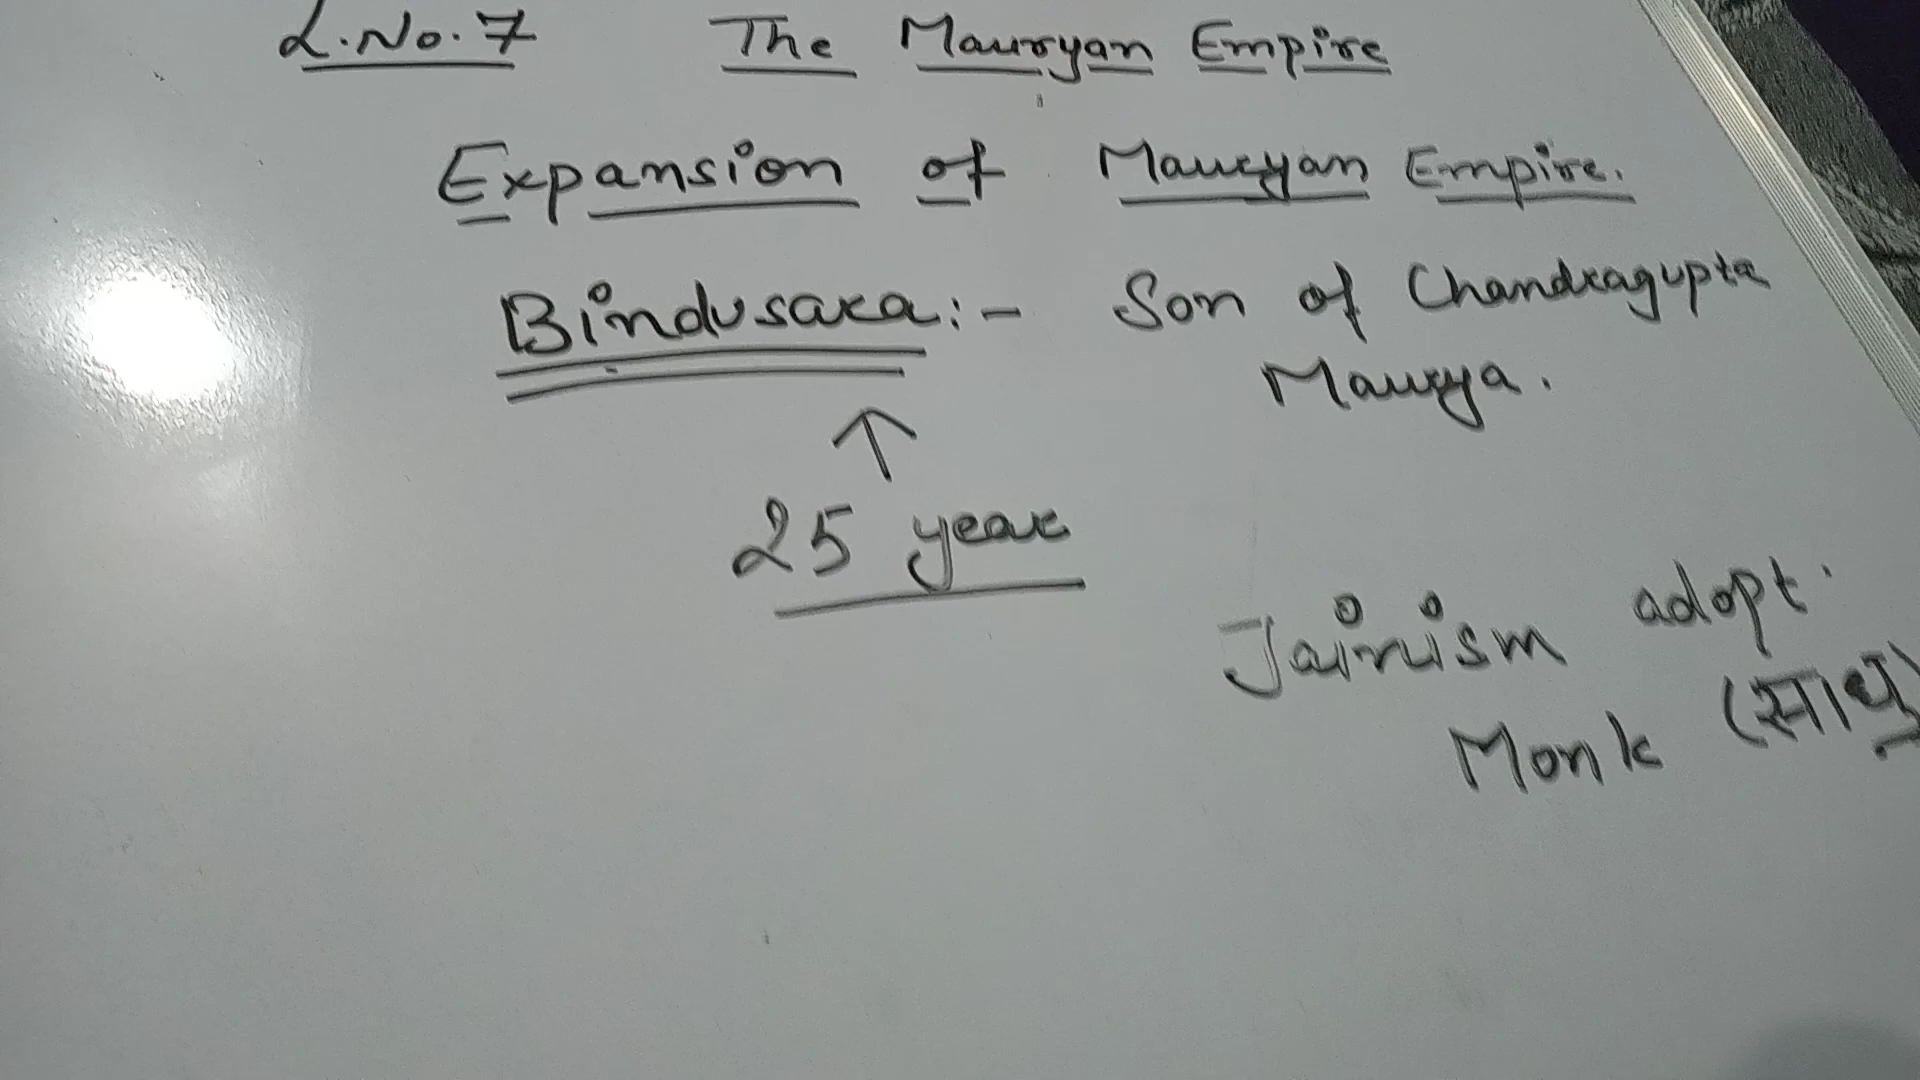 L.No.7 The Mauryan Empire
Expansion of Mauryan Empire.
Bindusara:- Son of Chandragupta
Maurya.
↑
25 year
Jainism adopt.
Monk (साधु)